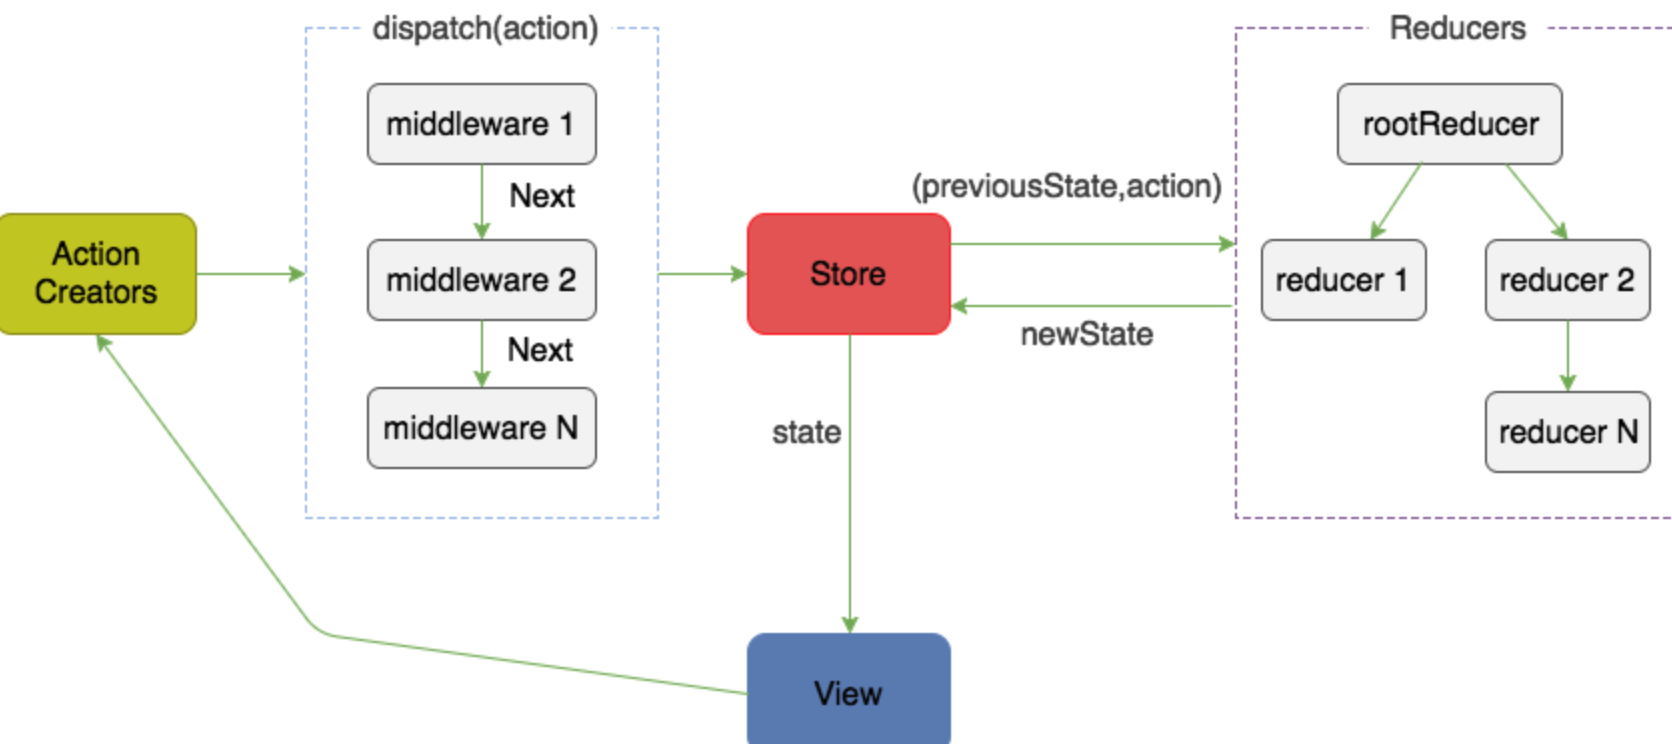 dispatch(action)
Reducers
middleware 1
rootReducer
Next
(previousState,action)
Action
Creators
middleware 2
Store
reducer 1
reducer 2
newState
Next
middleware N
state
reducer N
View